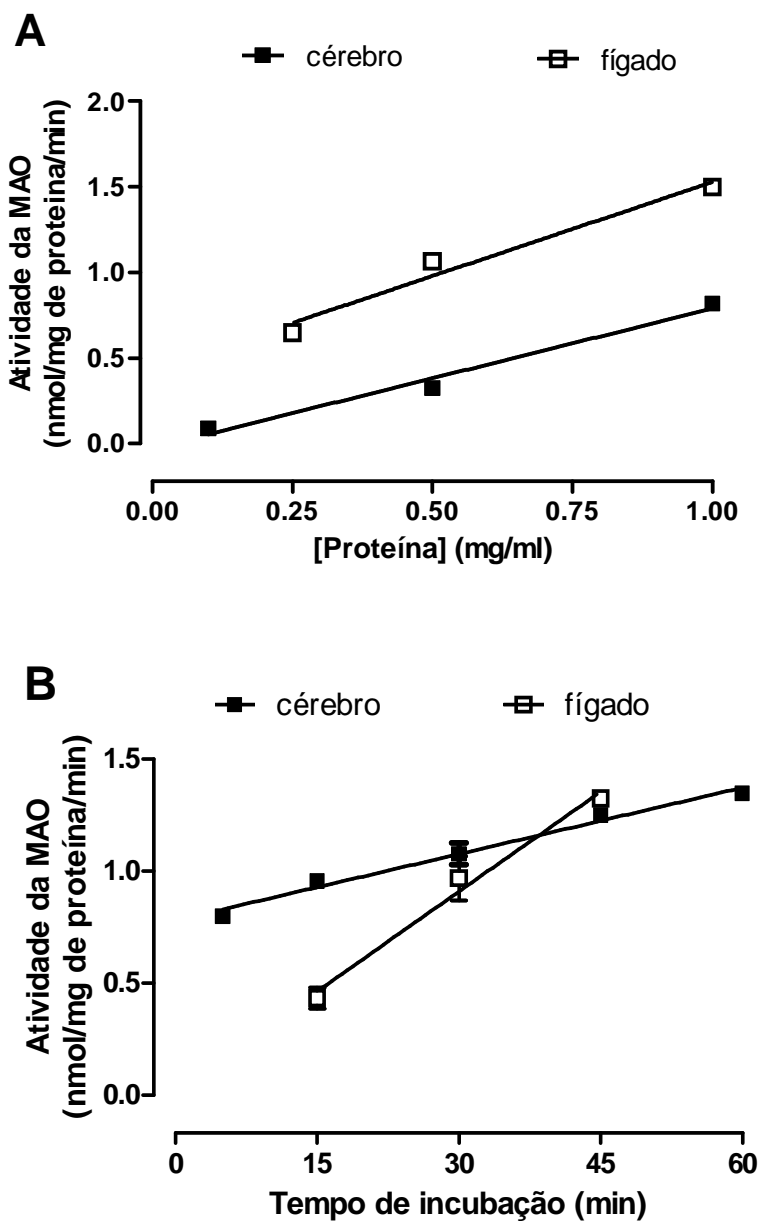 A
cérebro
fígado
Atividade da MAO
(nmol/mg de proteína/min)
2.0
1.5
1.0
0.5
0.0
0.00
0.25
0.50
0.75
1.00
[Proteína] (mg/ml)
B
cérebro
fígado
Atividade da MAO
(nmol/mg de proteína/min)
1.5
1.0
0.5
0.0
0
15
30
45
60
Tempo de incubação (min)